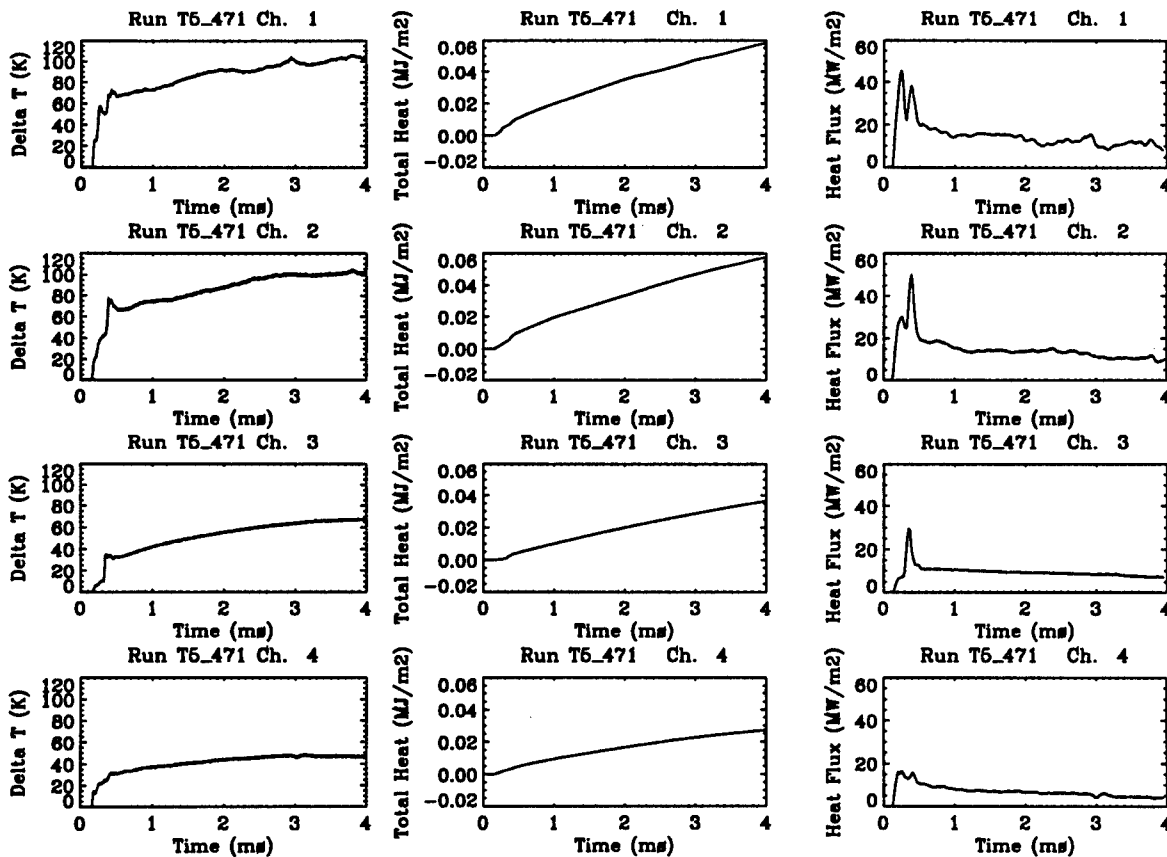 Run T5_471 Ch. 1 Run T5_471 Ch. 1 Run T5_471 Ch. 1
Delta T (K) 120 100 80 60 40 20 0
Total Heat (MJ/m2) 0.06 0.04 0.02 0.00 -0.02
Heat Flux (MW/m2) 60 40 20 0
0 1 2 3 4 0 1 2 3 4 0 1 2 3 4
Time (ms) Time (ms) Time (ms)
Run T5_471 Ch. 2 Run T5_471 Ch. 2 Run T5_471 Ch. 2
Delta T (K) 120 100 80 60 40 20 0
Total Heat (MJ/m2) 0.06 0.04 0.02 0.00 -0.02
Heat Flux (MW/m2) 60 40 20 0
0 1 2 3 4 0 1 2 3 4 0 1 2 3 4
Time (ms) Time (ms) Time (ms)
Run T5_471 Ch. 3 Run T5_471 Ch. 3 Run T5_471 Ch. 3
Delta T (K) 120 100 80 60 40 20 0
Total Heat (MJ/m2) 0.06 0.04 0.02 0.00 -0.02
Heat Flux (MW/m2) 60 40 20 0
0 1 2 3 4 0 1 2 3 4 0 1 2 3 4
Time (ms) Time (ms) Time (ms)
Run T5_471 Ch. 4 Run T5_471 Ch. 4 Run T5_471 Ch. 4
Delta T (K) 120 100 80 60 40 20 0
Total Heat (MJ/m2) 0.06 0.04 0.02 0.00 -0.02
Heat Flux (MW/m2) 60 40 20 0
0 1 2 3 4 0 1 2 3 4 0 1 2 3 4
Time (ms) Time (ms) Time (ms)